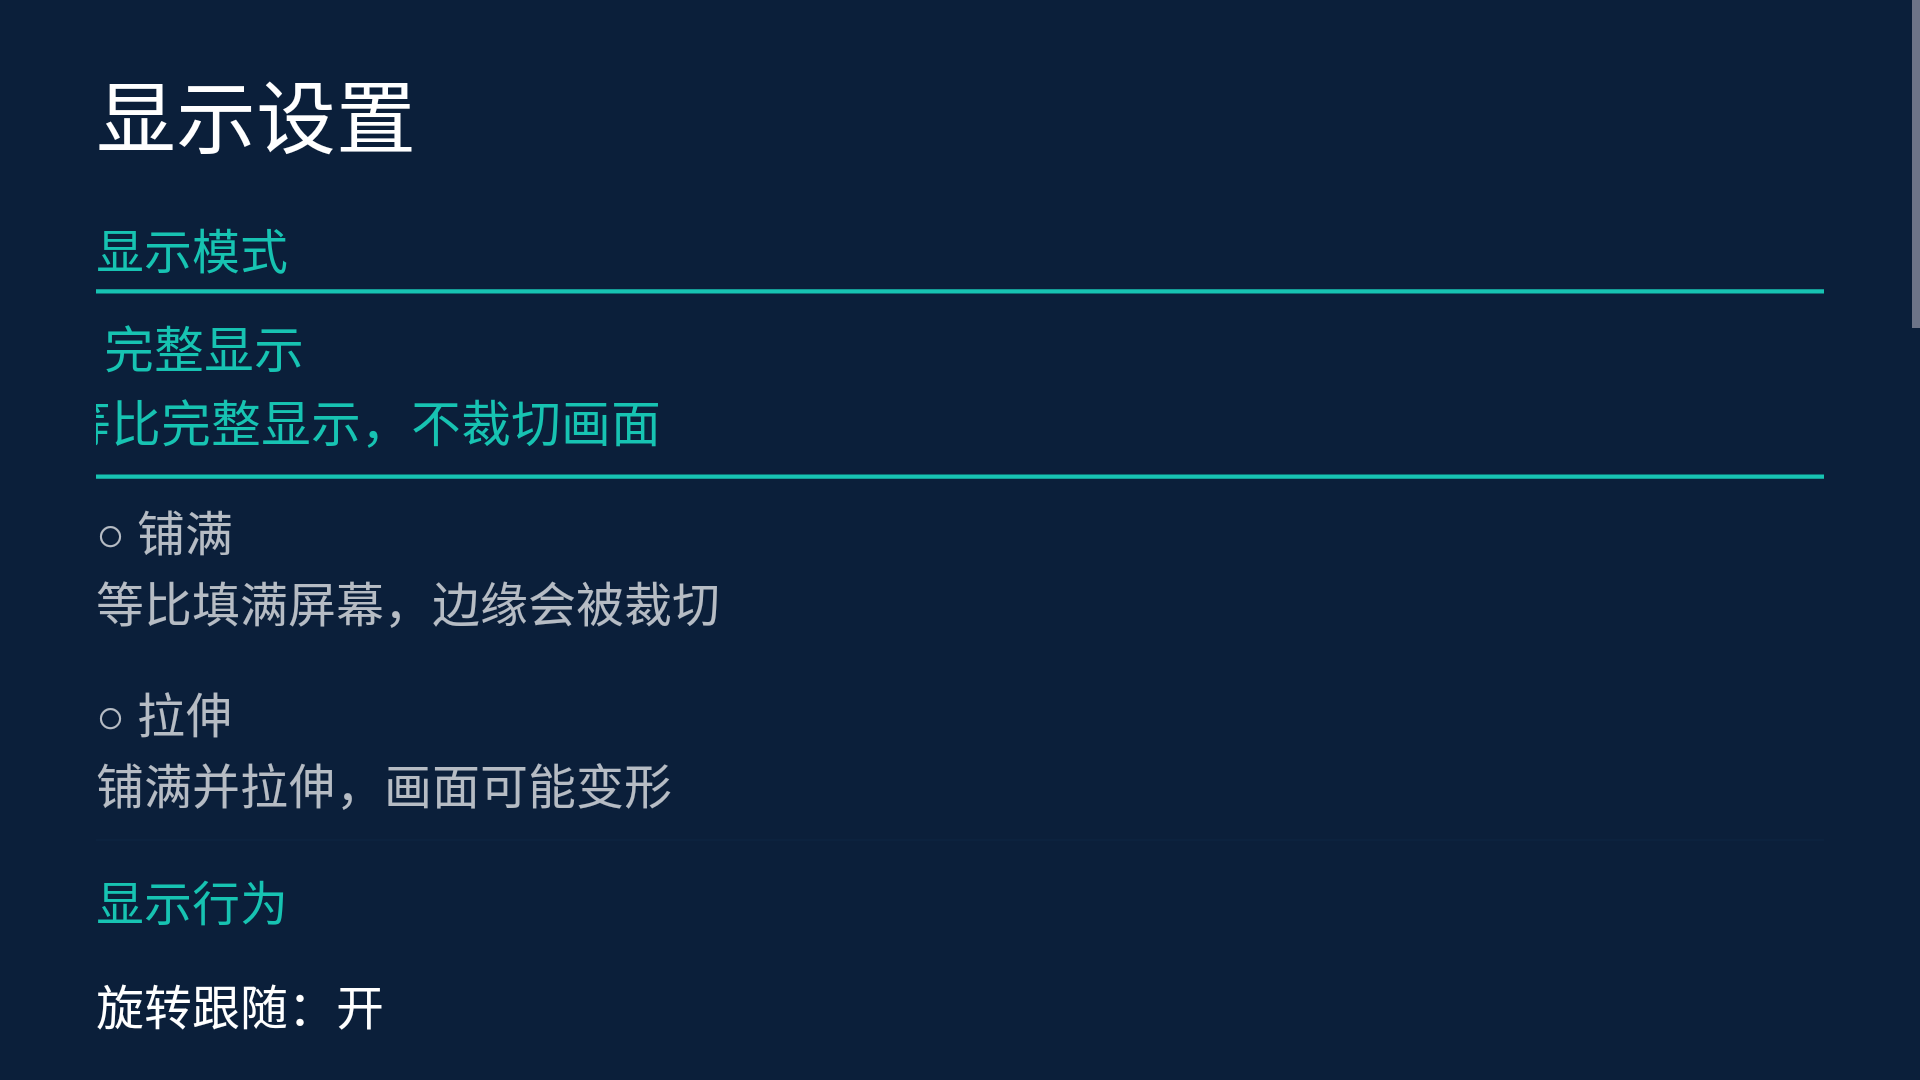 显示设置
显示模式
完整显示
比完整显示，不裁切画面
○ 铺满
等比填满屏幕，边缘会被裁切
○ 拉伸
铺满并拉伸，画面可能变形
显示行为
旋转跟随：开